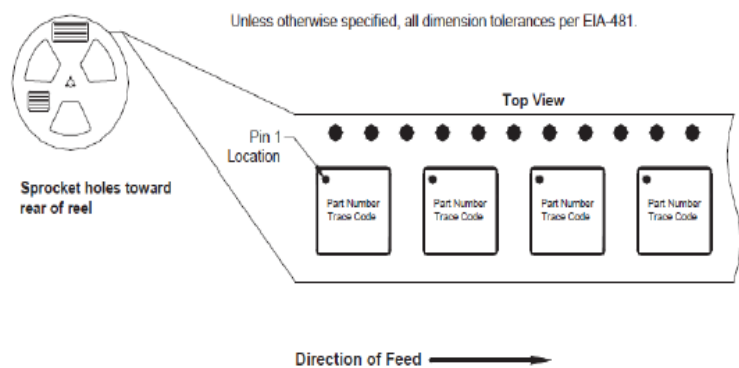 Unless otherwise specified, all dimension tolerances per EIA-481.
Top View
Pin 1
Location
Sprocket holes toward
rear of reel
Part Number
Trace Code
Part Number
Trace Code
Part Number
Trace Code
Part Number
Trace Code
Direction of Feed